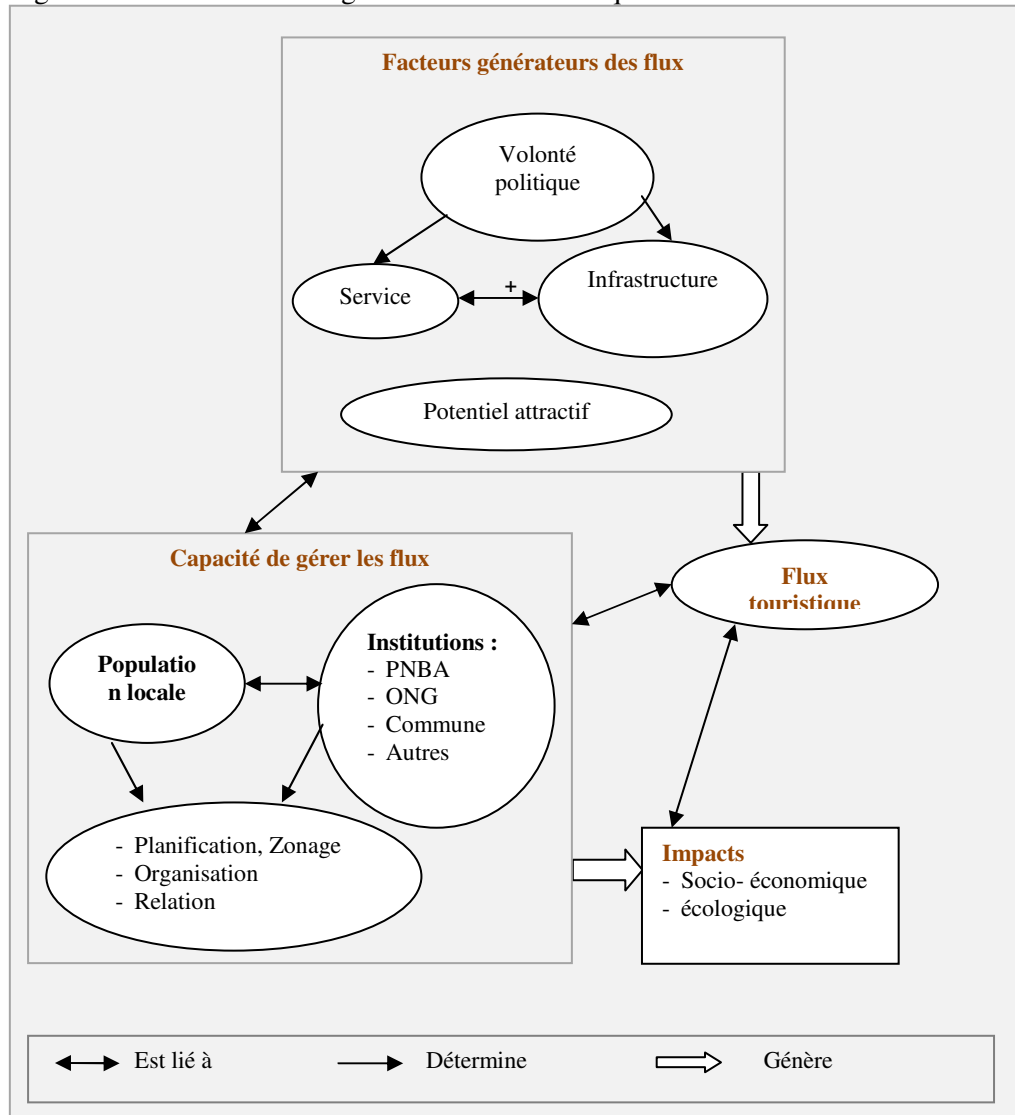 Facteurs générateurs des flux
Volonté
politique
Service
+
Infrastructure
Potentiel attractif
Capacité de gérer les flux
Flux
touristique
Populatio
n locale
Institutions :
- PNBA
- ONG
- Commune
- Autres
- Planification, Zonage
- Organisation
- Relation
Impacts
- Socio- économique
- écologique
Est lié à
Détermine
Génère